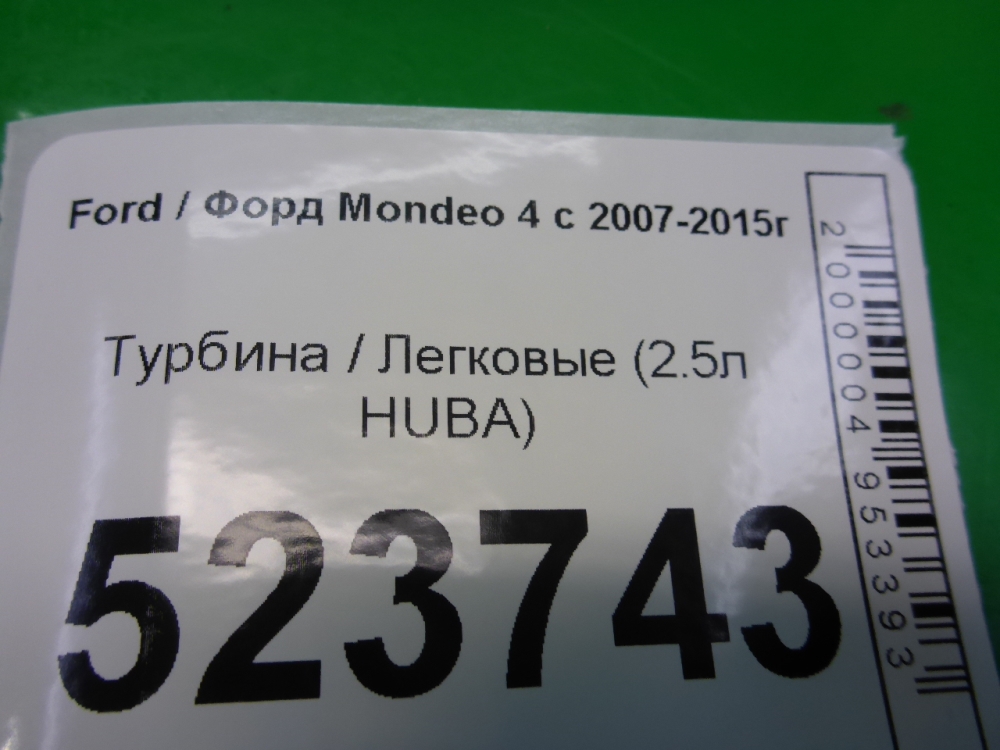 Ford / Форд Mondeo 4 с 2007-2015г
Турбина / Легковые (2.5л
HUBA)
523743
2000004953393